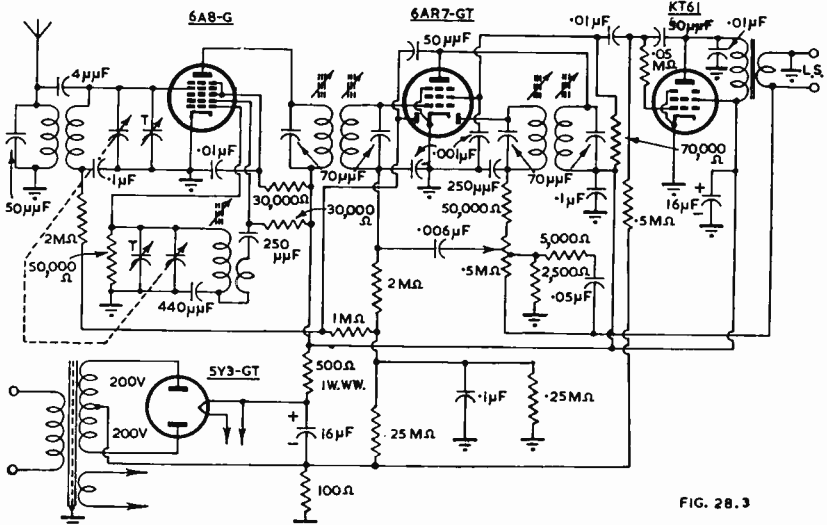 6A8-G
6AR7-GT
KT61
4μμF
50μμF
·01μF
50μμF
·01μF
·05
MΩ
L.S.
T
·1μF
·01μF
·001μF
70μμF
250μμF
70μμF
70,000
Ω
50μμF
30,000Ω
30,000
Ω
50,000
Ω
·1μF
16μF
+
-
2MΩ
50,000
Ω
T
250
μμF
·006μF
·5MΩ
5,000Ω
2,500Ω
·05μF
·5MΩ
440μμF
2MΩ
1MΩ
5Y3-GT
200V
200V
500Ω
1W.WW.
+
-
16μF
·25MΩ
·1μF
·25MΩ
100Ω
FIG. 28.3